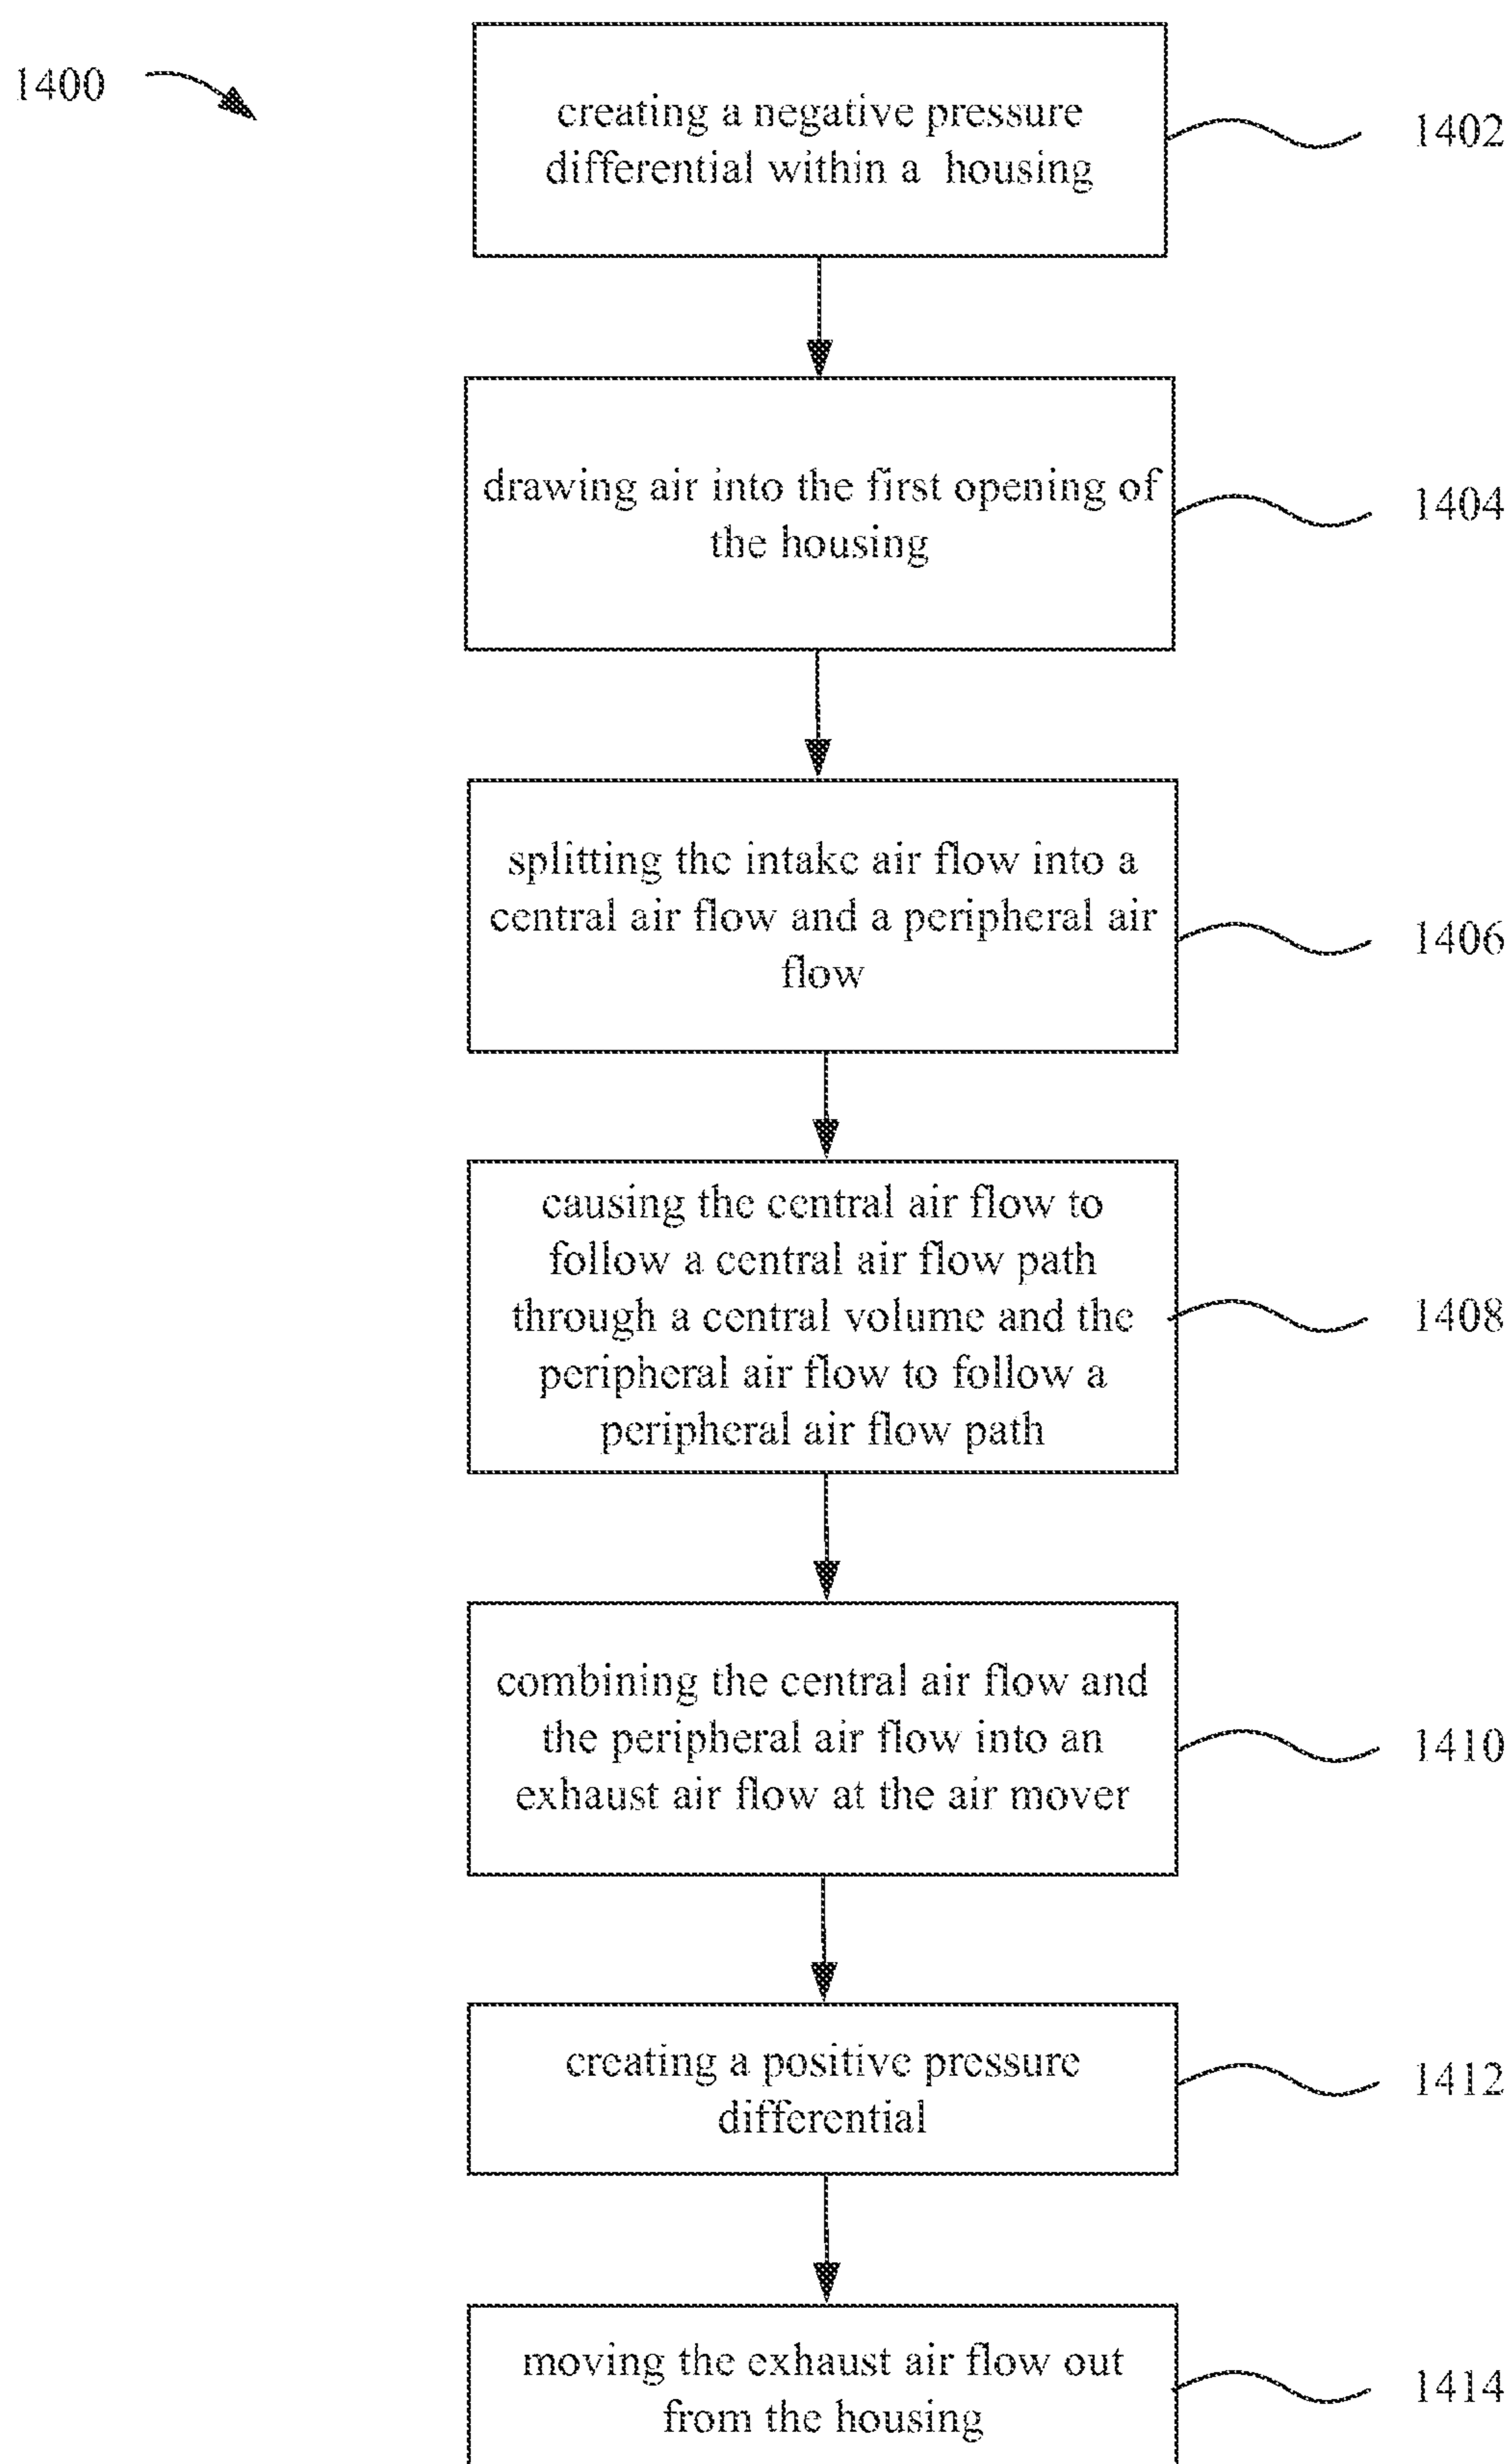 1400
creating a negative pressure
differential within a housing
1402
drawing air into the first opening of
the housing
1404
splitting the intake air flow into a
central air flow and a peripheral air
flow
1406
causing the central air flow to
follow a central air flow path
through a central volume and the
peripheral air flow to follow a
peripheral air flow path
1408
combining the central air flow and
the peripheral air flow into an
exhaust air flow at the air mover
1410
creating a positive pressure
differential
1412
moving the exhaust air flow out
from the housing
1414